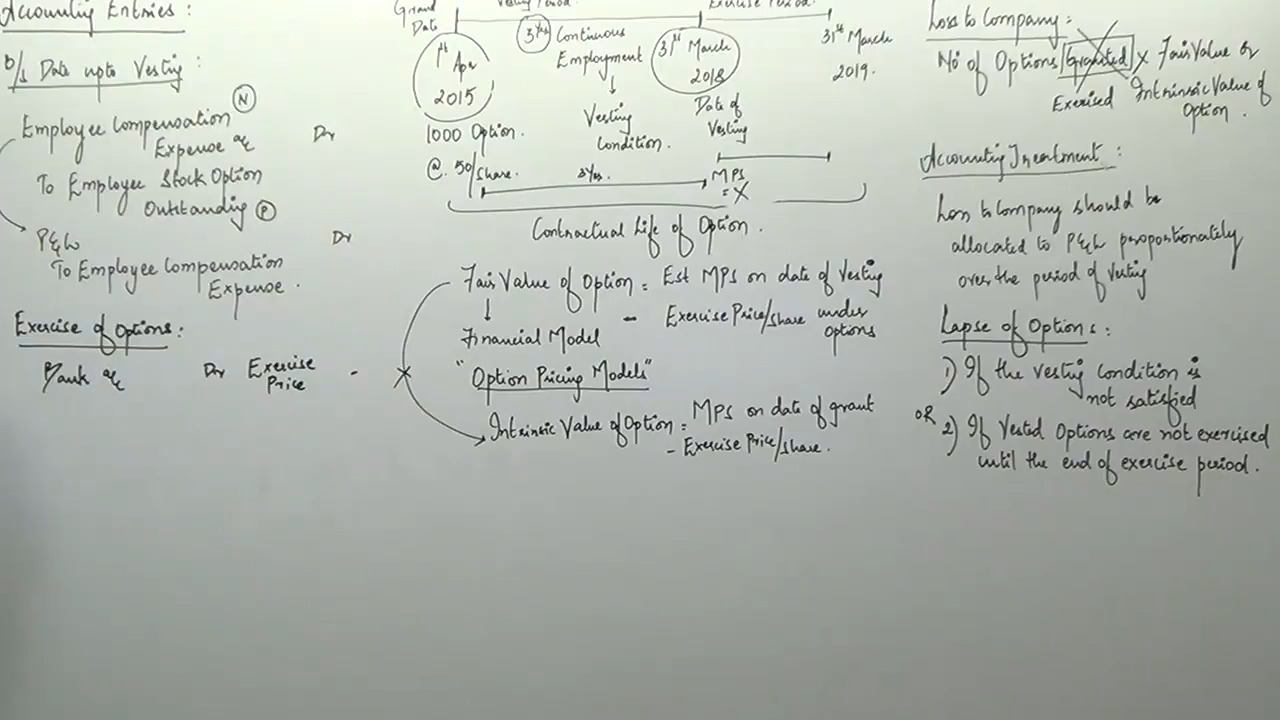 Accounting Entries :
B/s Date upto Vesting :
Employee Compensation (N)
Expense a/c Dr
To Employee Stock Option
Outstanding (P)
P&L Dr
To Employee Compensation
Expense.
Exercise of Options :
Bank a/c Dr Exercise
Price -
Grand
Date
Vesting Period.
Exercise Period.
1st
Apr
2015
3 Yrs
Continuous
Employment
↓
Vesting
Condition.
31st March
2018
Date of
Vesting
31st March
2019.
1000 Option.
@. 50/share.
3 Yrs.
MPS
= X
Contractual Life of Option.
Fair Value of Option = Est MPS on date of Vesting
- Exercise Price/share under
options
↓
Financial Model
"Option Pricing Models"
Intrinsic Value of Option = MPS on date of grant
- Exercise Price/share.
Loss to Company :
No of Options Granted x Fair Value or
Exerised Intrinsic Value of
Option.
Accounting Treatment :
Loss to Company should be
allocated to P&L proportionately
over the period of vesting
Lapse of Options :
1) If the vesting condition is
not satisfied
OR
2) If Vested Options are not exercised
until the end of exercise period.